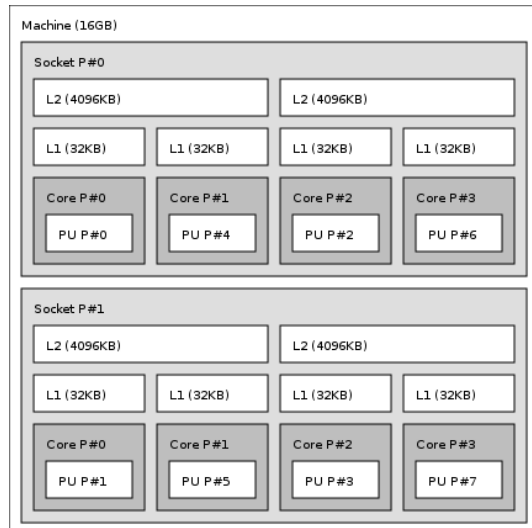 Machine (16GB)
Socket P#0
L2 (4096KB) L2 (4096KB)
L1 (32KB) L1 (32KB) L1 (32KB) L1 (32KB)
Core P#0 Core P#1 Core P#2 Core P#3
PU P#0 PU P#4 PU P#2 PU P#6
Socket P#1
L2 (4096KB) L2 (4096KB)
L1 (32KB) L1 (32KB) L1 (32KB) L1 (32KB)
Core P#0 Core P#1 Core P#2 Core P#3
PU P#1 PU P#5 PU P#3 PU P#7